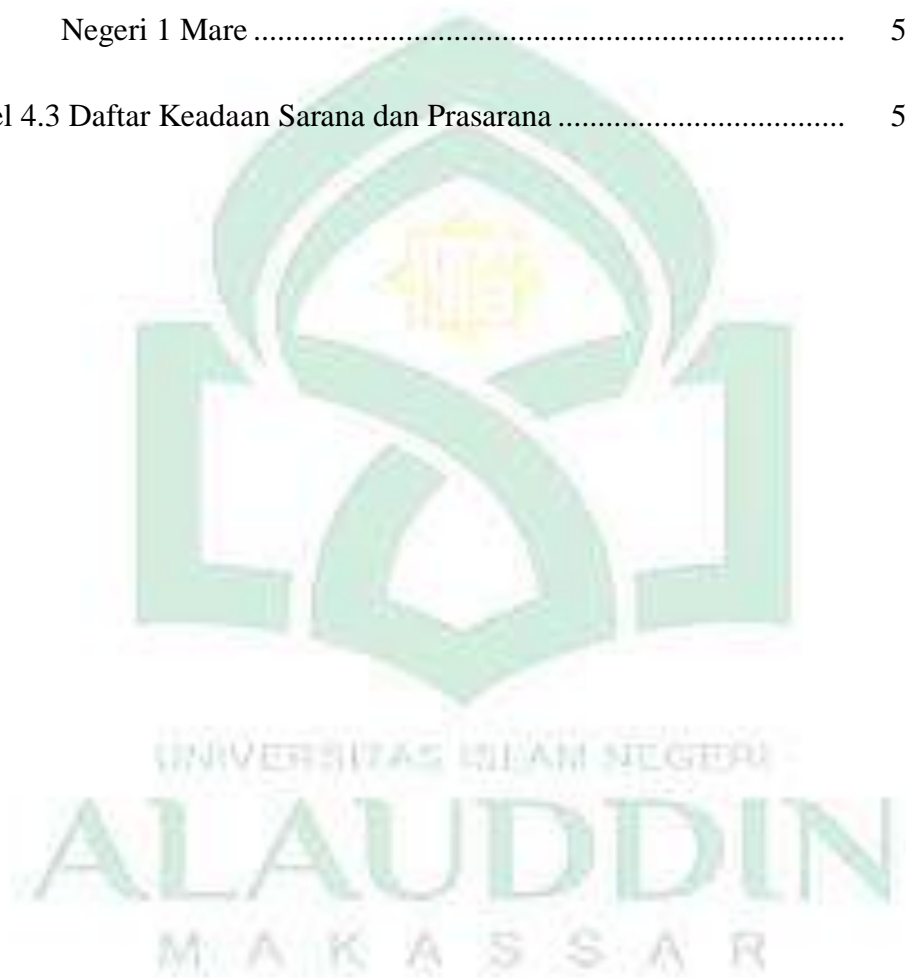 Negeri 1 Mare ........................................................................ 5
el 4.3 Daftar Keadaan Sarana dan Prasarana ................................... 5
UNIVERSITAS ISLAM NEGERI
ALAUDDIN
M A K A S S A R